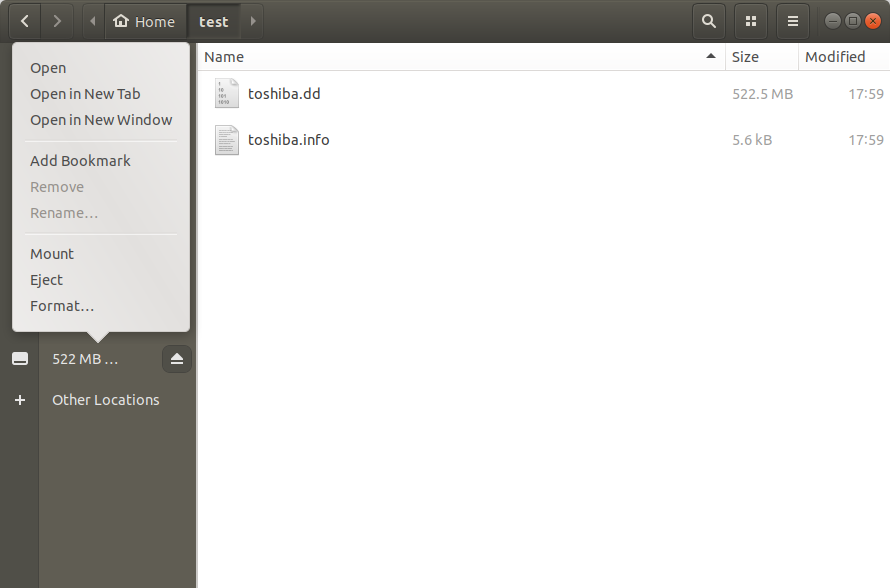 Home
test
Open
Open in New Tab
Open in New Window
Add Bookmark
Remove
Rename…
Mount
Eject
Format…
522 MB …
Other Locations
Name Size Modified
toshiba.dd 522.5 MB 17:59
toshiba.info 5.6 kB 17:59